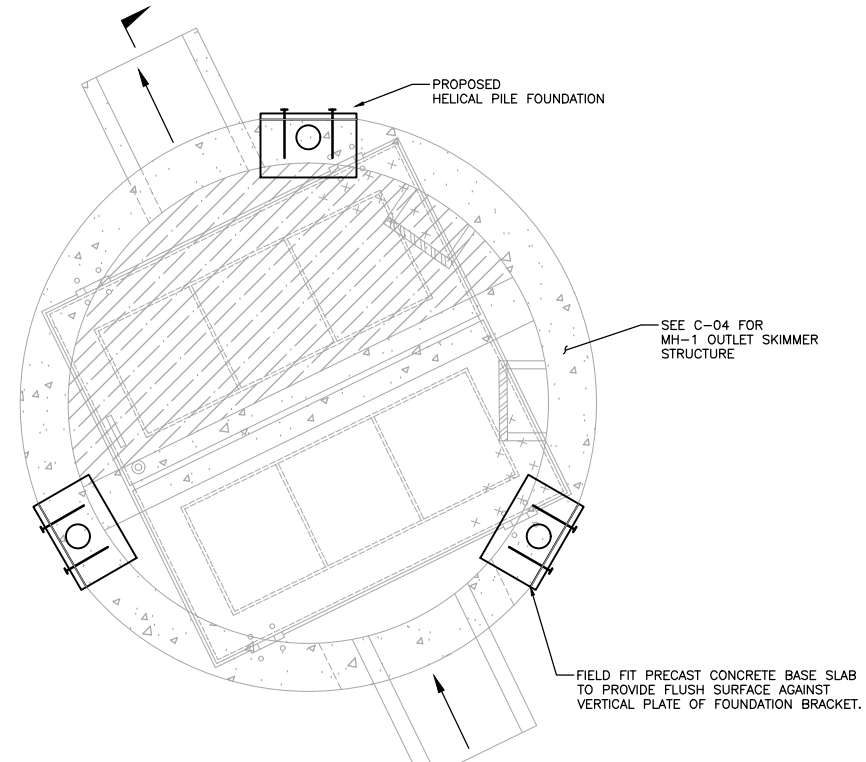 PROPOSED
HELICAL PILE FOUNDATION
SEE C-04 FOR
MH-1 OUTLET SKIMMER
STRUCTURE
FIELD FIT PRECAST CONCRETE BASE SLAB
TO PROVIDE FLUSH SURFACE AGAINST
VERTICAL PLATE OF FOUNDATION BRACKET.